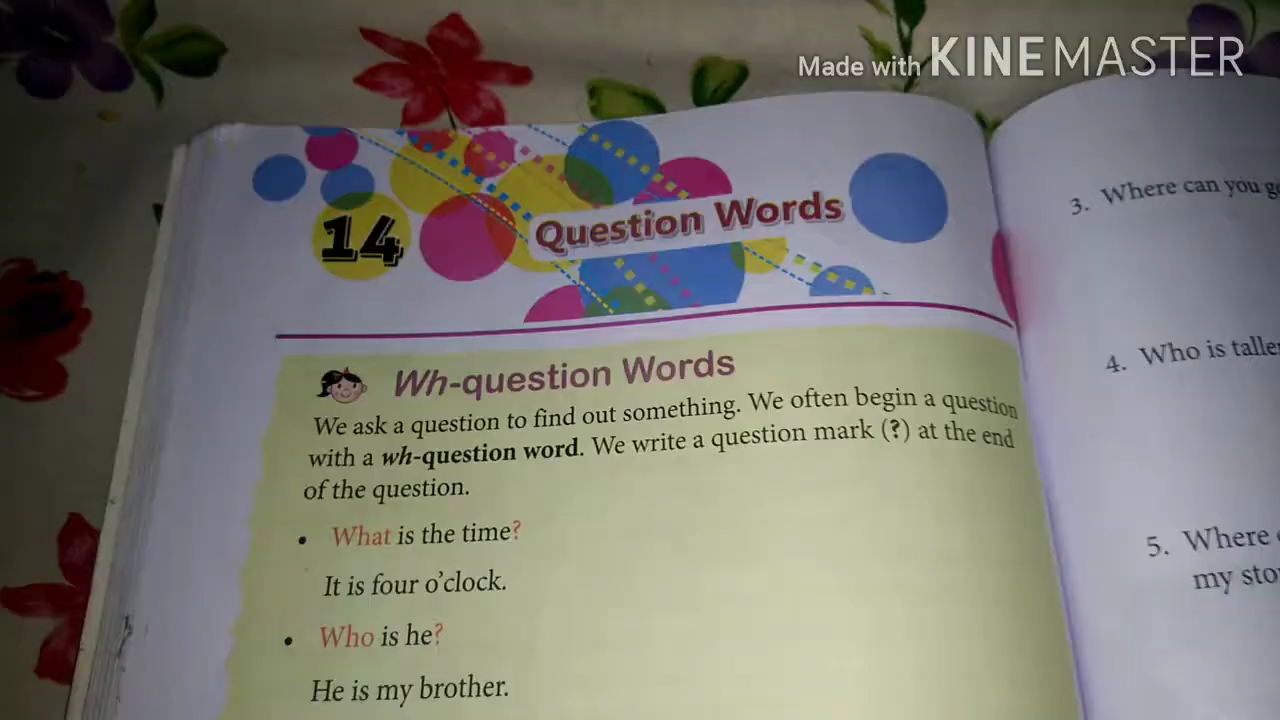 Made with KINEMASTER
14
Question Words
Wh-question Words
We ask a question to find out something. We often begin a question
with a wh-question word. We write a question mark (?) at the end
of the question.
• What is the time?
It is four o'clock.
• Who is he?
He is my brother.
3. Where can you
4. Who is
5. Where
my